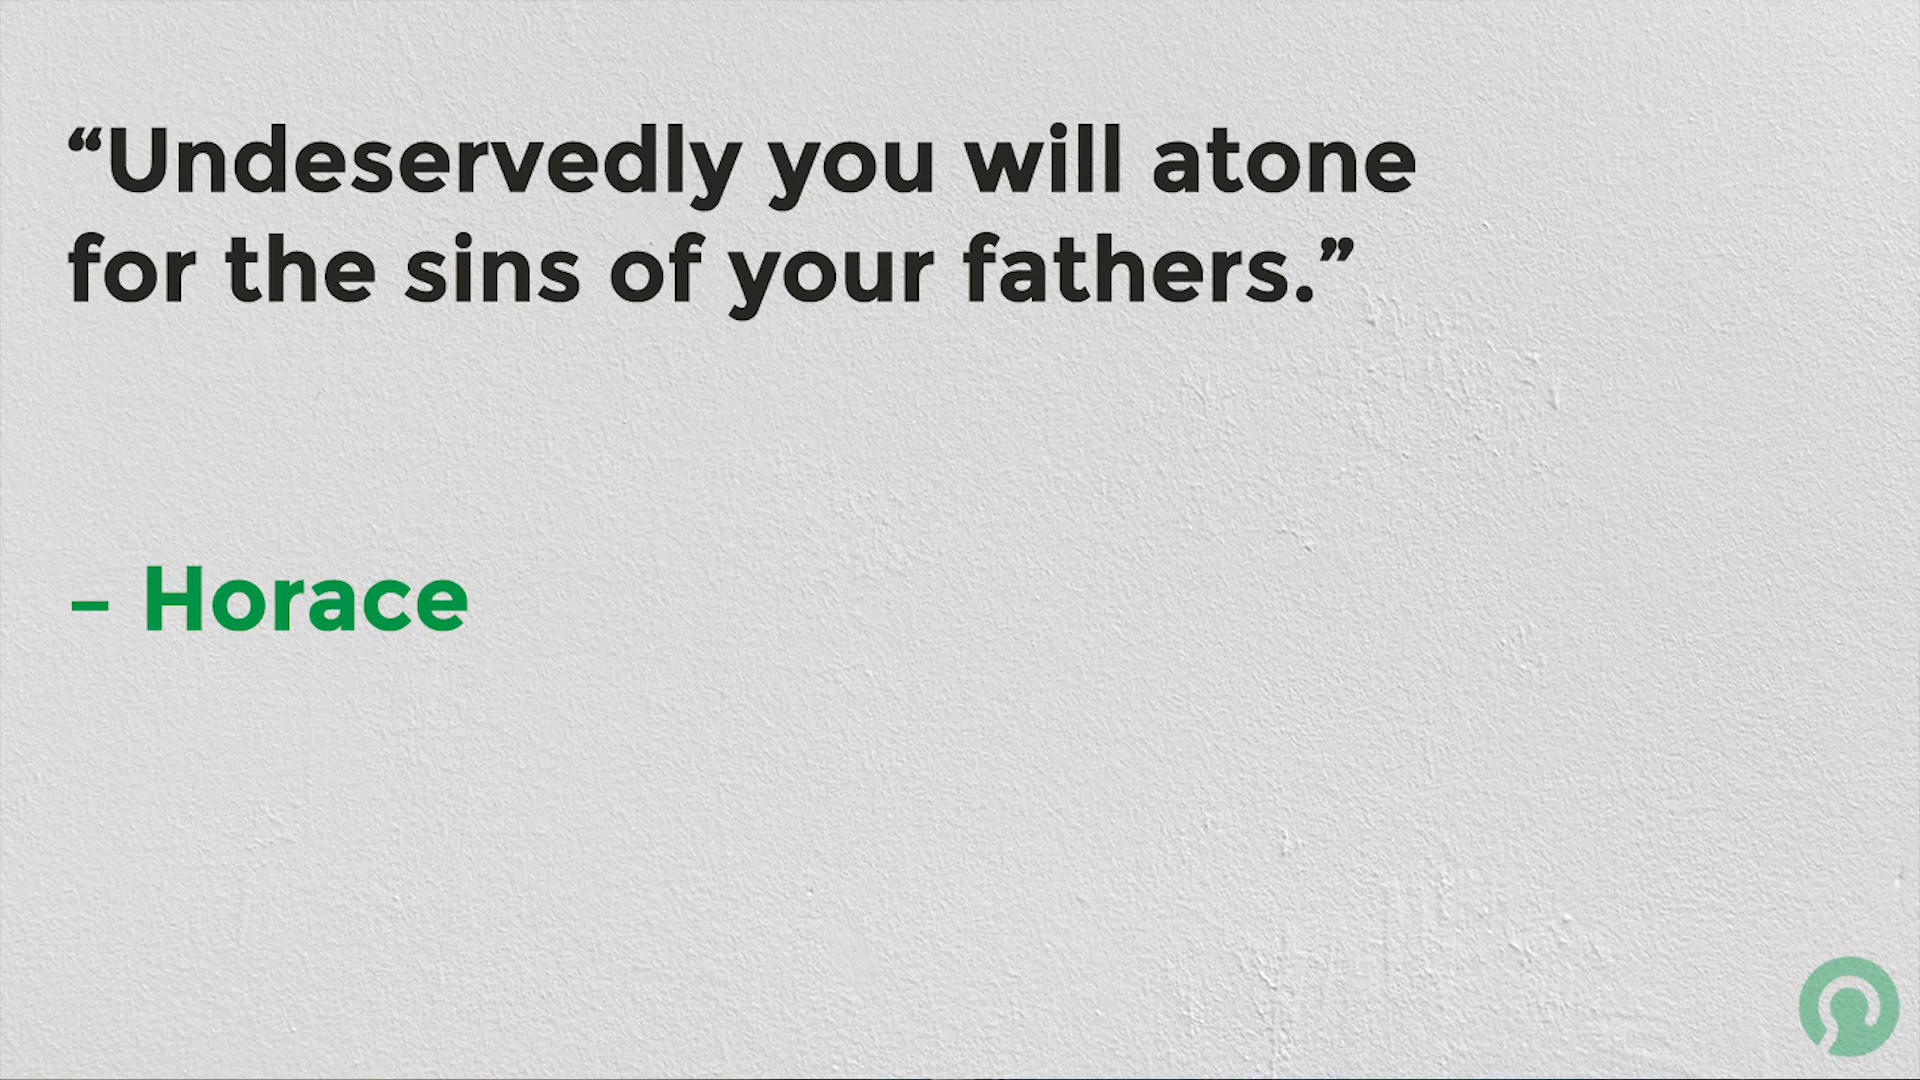 “Undeservedly you will atone
for the sins of your fathers.”
– Horace